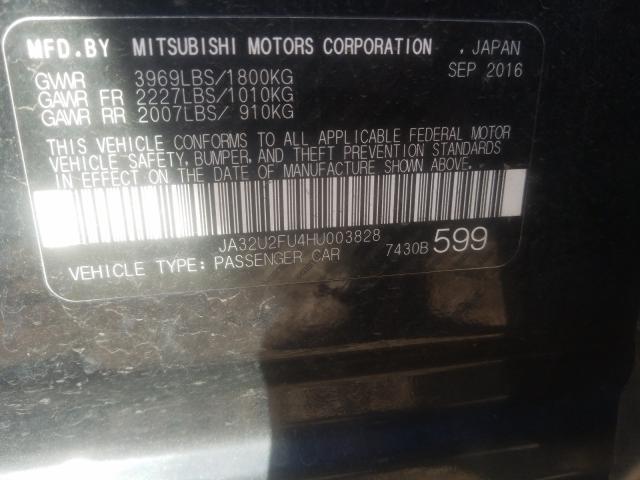 MFD.BY MITSUBISHI MOTORS CORPORATION , JAPAN
GVWR 3969LBS/1800KG SEP 2016
GAWR FR 2227LBS/1010KG
GAWR RR 2007LBS/ 910KG
THIS VEHICLE CONFORMS TO ALL APPLICABLE FEDERAL MOTOR
VEHICLE SAFETY, BUMPER, AND THEFT PREVENTION STANDARDS
IN EFFECT ON THE DATE OF MANUFACTURE SHOWN ABOVE.
JA32U2FU4HU003828
VEHICLE TYPE: PASSENGER CAR 7430B 599